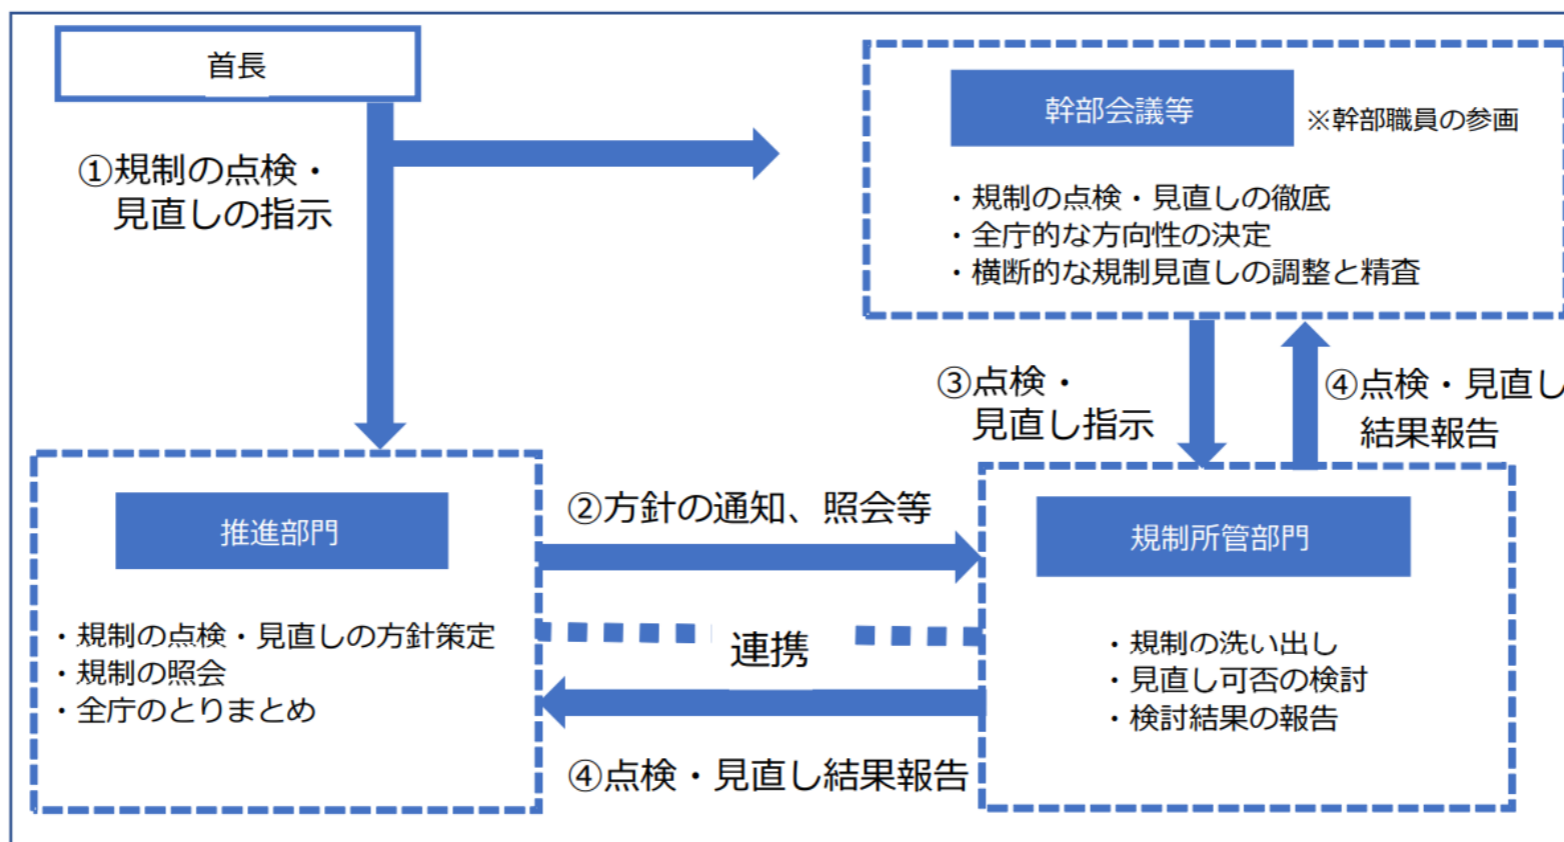 首長
①規制の点検・
見直しの指示
幹部会議等
※幹部職員の参画
・規制の点検・見直しの徹底
・全庁的な方向性の決定
・横断的な規制見直しの調整と精査
③点検・
見直し指示
④点検・見直し
結果報告
推進部門
・規制の点検・見直しの方針策定
・規制の照会
・全庁のとりまとめ
②方針の通知、照会等
連携
④点検・見直し結果報告
規制所管部門
・規制の洗い出し
・見直し可否の検討
・検討結果の報告